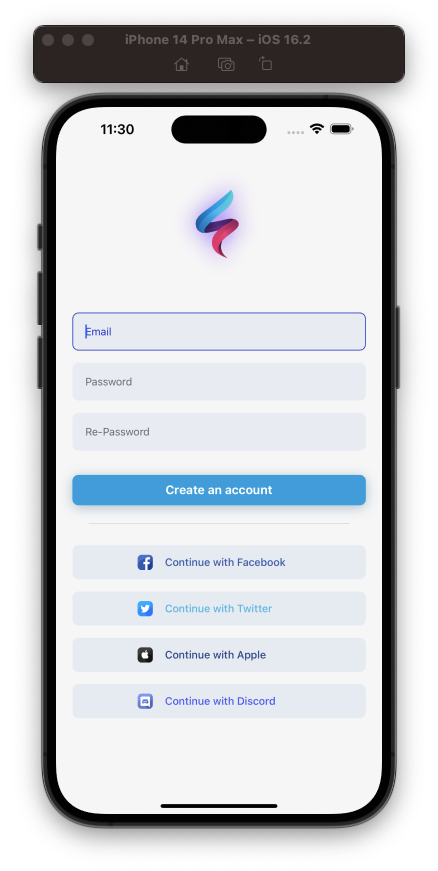 iPhone 14 Pro Max – iOS 16.2
11:30
Email
Password
Re-Password
Create an account
Continue with Facebook
Continue with Twitter
Continue with Apple
Continue with Discord